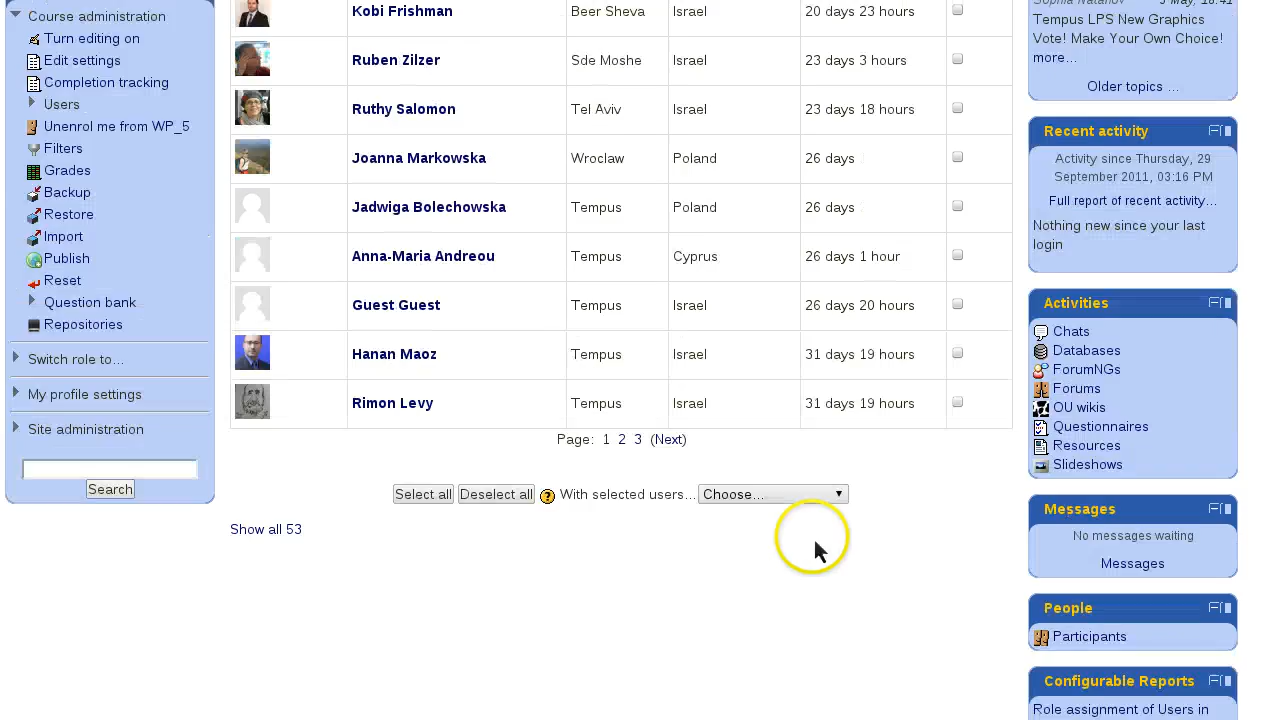 Course administration
Turn editing on
Edit settings
Completion tracking
Users
Unenrol me from WP_5
Filters
Grades
Backup
Restore
Import
Publish
Reset
Question bank
Repositories
Switch role to...
My profile settings
Site administration
Search
Kobi Frishman Beer Sheva Israel 20 days 23 hours
Ruben Zilzer Sde Moshe Israel 23 days 3 hours
Ruthy Salomon Tel Aviv Israel 23 days 18 hours
Joanna Markowska Wroclaw Poland 26 days
Jadwiga Bolechowska Tempus Poland 26 days
Anna-Maria Andreou Tempus Cyprus 26 days 1 hour
Guest Guest Tempus Israel 26 days 20 hours
Hanan Maoz Tempus Israel 31 days 19 hours
Rimon Levy Tempus Israel 31 days 19 hours
Page: 1 2 3 (Next)
Select all Deselect all ? With selected users... Choose...
Show all 53
Tempus LPS New Graphics
Vote! Make Your Own Choice!
more...
Older topics ...
Recent activity
Activity since Thursday, 29
September 2011, 03:16 PM
Full report of recent activity...
Nothing new since your last
login
Activities
Chats
Databases
ForumNGs
Forums
OU wikis
Questionnaires
Resources
Slideshows
Messages
No messages waiting
Messages
People
Participants
Configurable Reports
Role assignment of Users in